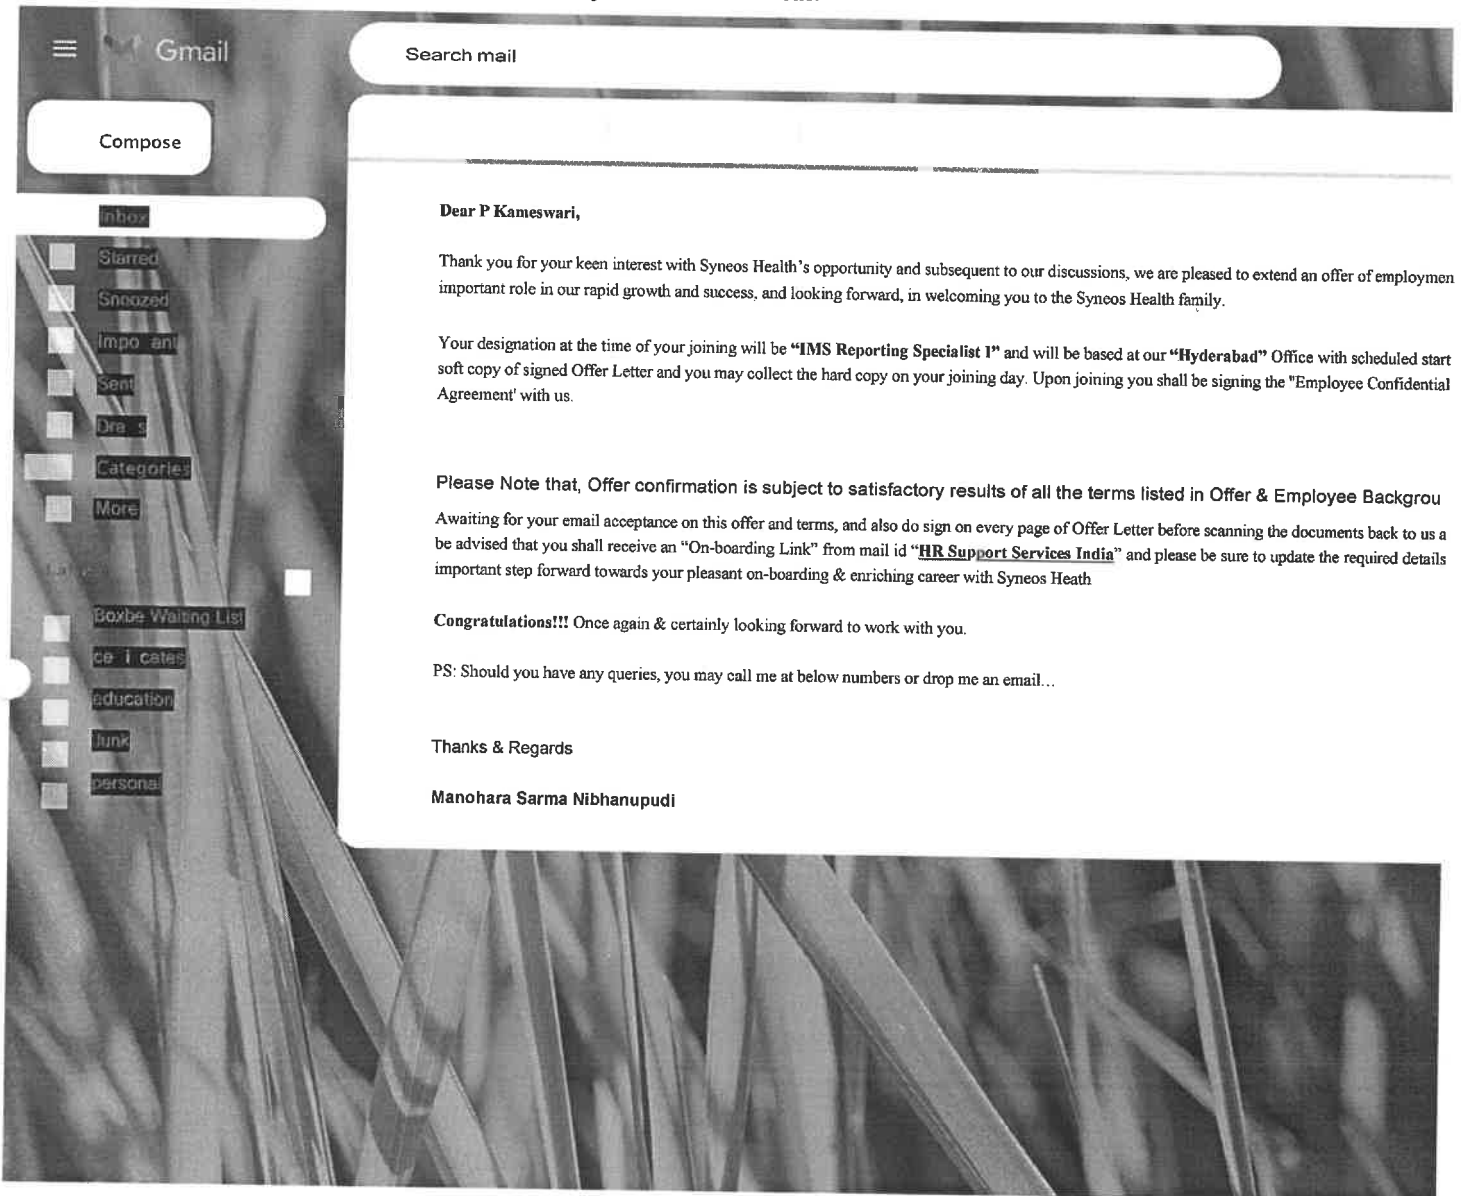 Gmail
Search mail
Compose
Inbox
Starred
Snoozed
Impo ant
Sent
Dra s
Categories
More
Boxbe Waiting List
ce i cates
education
Junk
personal
Dear P Kameswari,
Thank you for your keen interest with Syneos Health's opportunity and subsequent to our discussions, we are pleased to extend an offer of employmen
important role in our rapid growth and success, and looking forward, in welcoming you to the Syneos Health family.
Your designation at the time of your joining will be “IMS Reporting Specialist I” and will be based at our “Hyderabad” Office with scheduled start
soft copy of signed Offer Letter and you may collect the hard copy on your joining day. Upon joining you shall be signing the "Employee Confidential
Agreement' with us.
Please Note that, Offer confirmation is subject to satisfactory results of all the terms listed in Offer & Employee Backgrou
Awaiting for your email acceptance on this offer and terms, and also do sign on every page of Offer Letter before scanning the documents back to us a
be advised that you shall receive an “On-boarding Link” from mail id “HR Support Services India” and please be sure to update the required details
important step forward towards your pleasant on-boarding & enriching career with Syneos Heath
Congratulations!!! Once again & certainly looking forward to work with you.
PS: Should you have any queries, you may call me at below numbers or drop me an email…
Thanks & Regards
Manohara Sarma Nibhanupudi